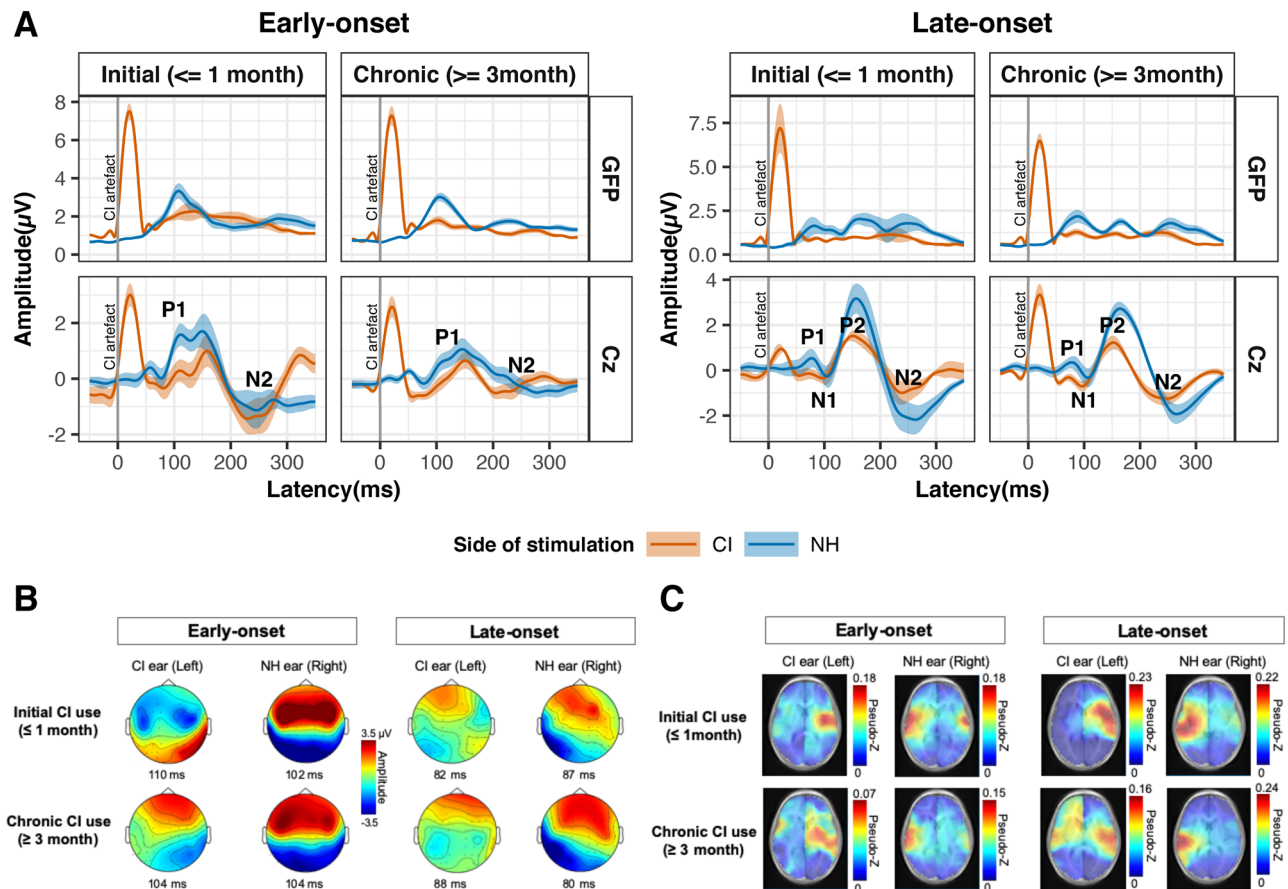 A
Early-onset
Late-onset
Initial (<= 1 month)
Chronic (>= 3month)
Initial (<= 1 month)
Chronic (>= 3month)
Amplitude(µV)
8
6
4
2
0
CI artefact
CI artefact
GFP
2
0
-2
CI artefact
P1
N2
CI artefact
P1
N2
Cz
0 100 200 300
0 100 200 300
Latency(ms)
Amplitude(µV)
7.5
5.0
2.5
0.0
CI artefact
CI artefact
GFP
4
2
0
-2
CI artefact
P1
N1
P2
N2
CI artefact
P1
N1
P2
N2
Cz
0 100 200 300
0 100 200 300
Latency(ms)
Side of stimulation CI NH
B
Early-onset
Late-onset
CI ear (Left)
NH ear (Right)
CI ear (Left)
NH ear (Right)
Initial CI use
(≤ 1 month)
110 ms
102 ms
82 ms
87 ms
3.5 µV
Amplitude
-3.5
Chronic CI use
(≥ 3 month)
104 ms
104 ms
88 ms
80 ms
C
Early-onset
Late-onset
CI ear (Left)
NH ear (Right)
CI ear (Left)
NH ear (Right)
Initial CI use
(≤ 1month)
0.18
Pseudo-Z
0
0.18
Pseudo-Z
0
0.23
Pseudo-Z
0
0.22
Pseudo-Z
0
Chronic CI use
(≥ 3 month)
0.07
Pseudo-Z
0
0.15
Pseudo-Z
0
0.16
Pseudo-Z
0
0.24
Pseudo-Z
0